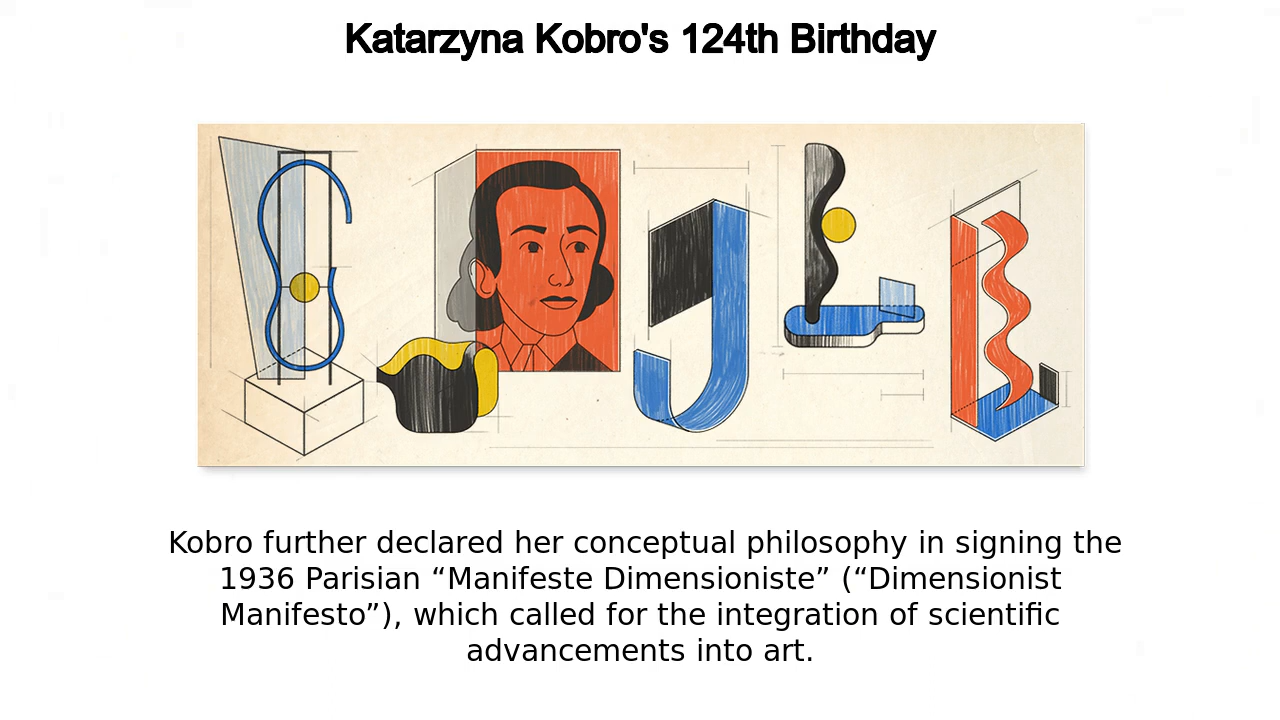 Katarzyna Kobro's 124th Birthday
Kobro further declared her conceptual philosophy in signing the
1936 Parisian “Manifeste Dimensioniste” (“Dimensionist
Manifesto”), which called for the integration of scientific
advancements into art.